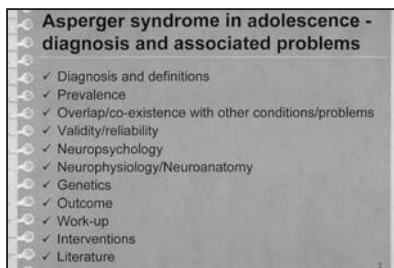 Asperger syndrome in adolescence -
diagnosis and associated problems
✓ Diagnosis and definitions
✓ Prevalence
✓ Overlap/co-existence with other conditions/problems
✓ Validity/reliability
✓ Neuropsychology
✓ Neurophysiology/Neuroanatomy
✓ Genetics
✓ Outcome
✓ Work-up
✓ Interventions
✓ Literature